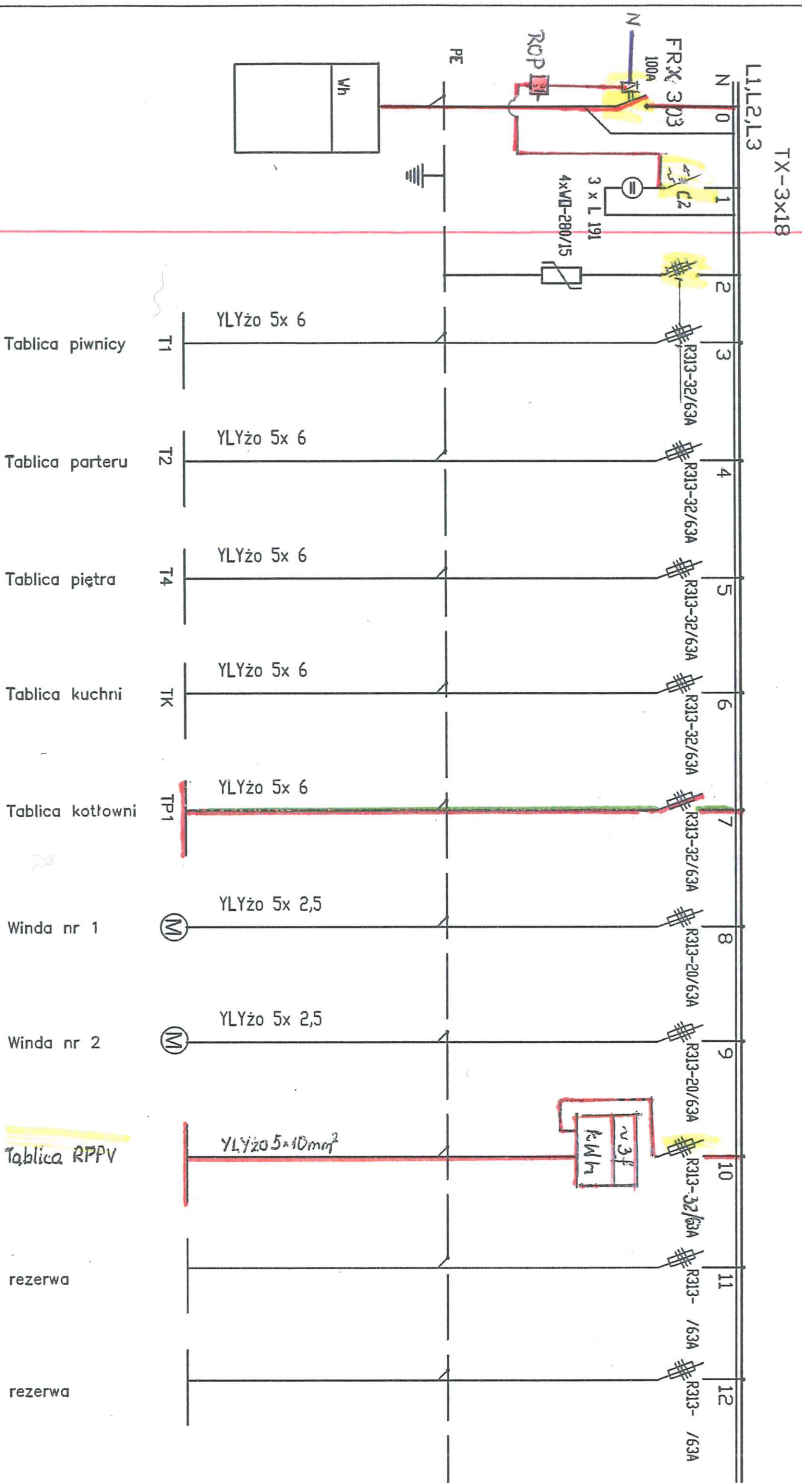 TX-3x18
L1,L2,L3
N
0
1
2
3
4
5
6
7
8
9
10
11
12
FRX 303
100A
N
ROP
C2
3 x L 191
4xWO-280/15
PE
Wh
R313-32/63A
R313-32/63A
R313-32/63A
R313-32/63A
R313-32/63A
R313-20/63A
R313-20/63A
R313-32/63A
R313- /63A
R313- /63A
~3f
kWh
YLYżo 5x 6
YLYżo 5x 6
YLYżo 5x 6
YLYżo 5x 6
YLYżo 5x 6
YLYżo 5x 2,5
YLYżo 5x 2,5
YLYżo 5x10mm²
T1
T2
T4
TK
TP1
M
M
Tablica piwnicy
Tablica parteru
Tablica piętra
Tablica kuchni
Tablica kotłowni
Winda nr 1
Winda nr 2
Tablica RPPV
rezerwa
rezerwa